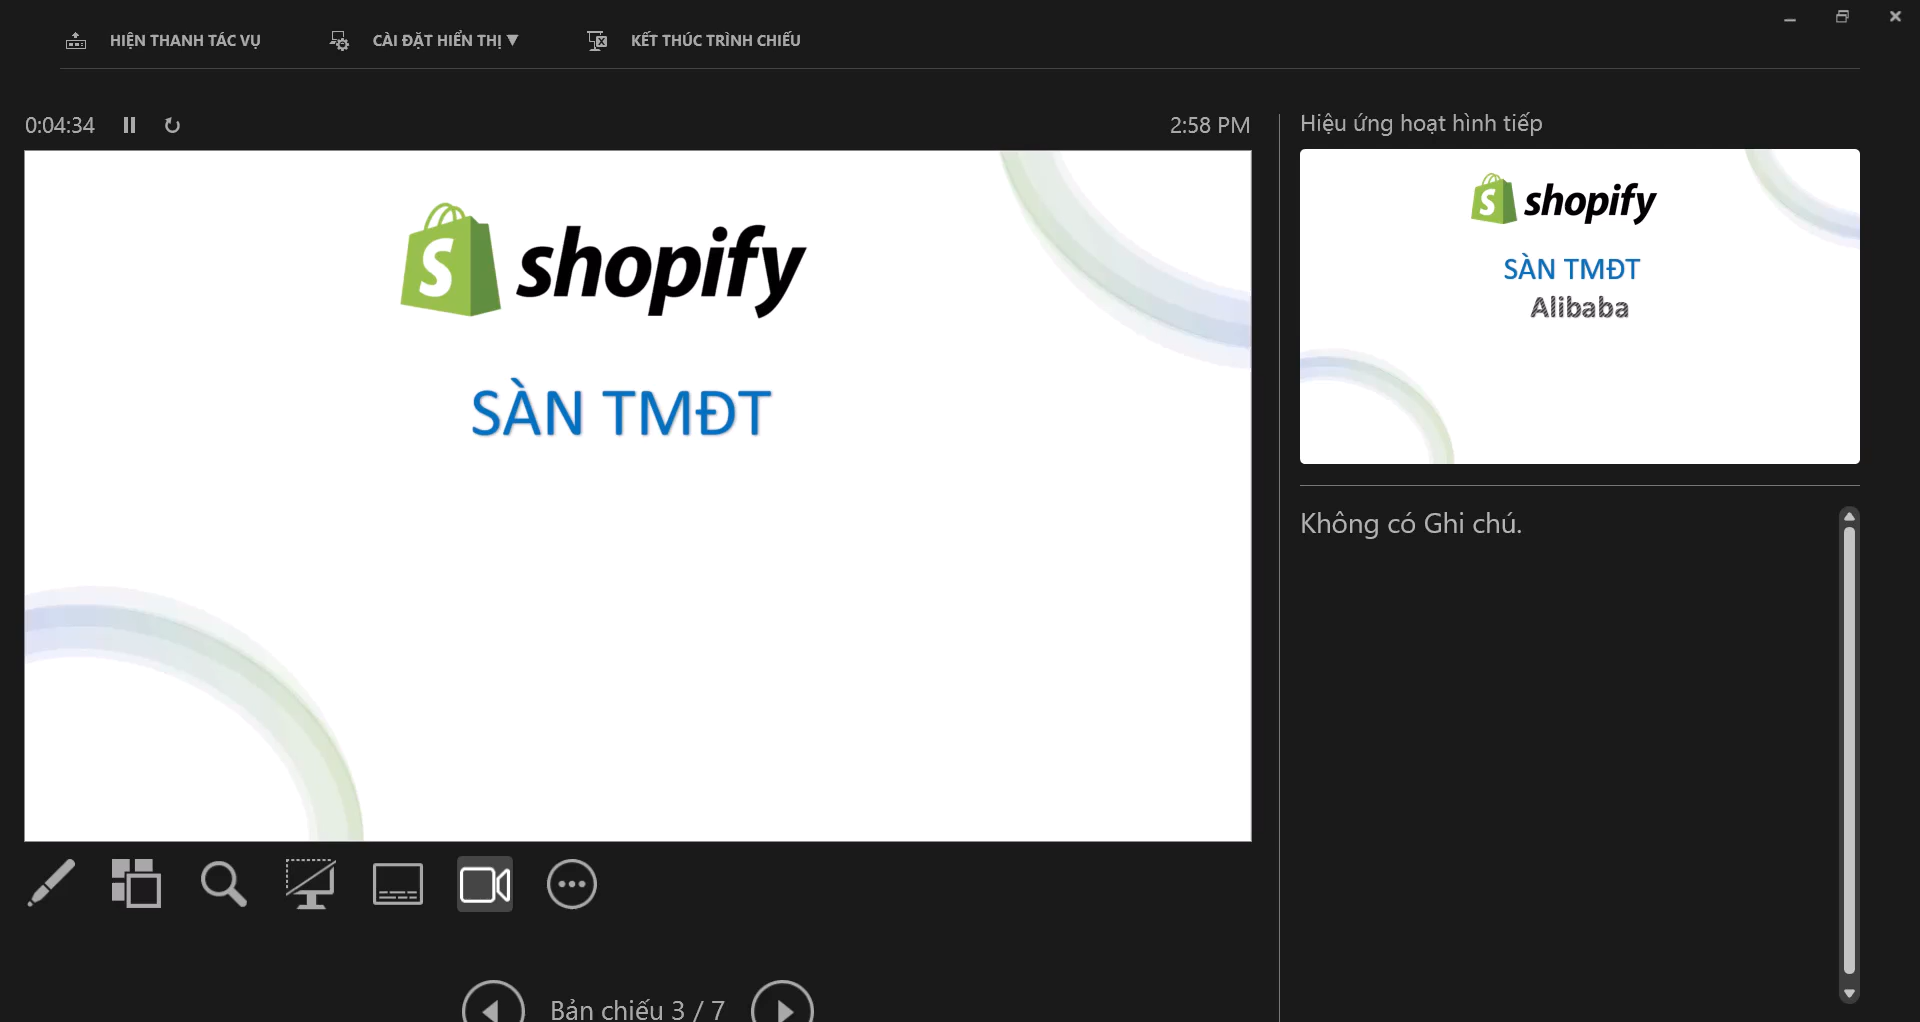 HIỆN THANH TÁC VỤ
CÀI ĐẶT HIỂN THỊ ▼
KẾT THÚC TRÌNH CHIẾU
0:04:34
2:58 PM
S shopify
SÀN TMĐT
Hiệu ứng hoạt hình tiếp
S shopify
SÀN TMĐT
Alibaba
Không có Ghi chú.
Bản chiếu 3 / 7